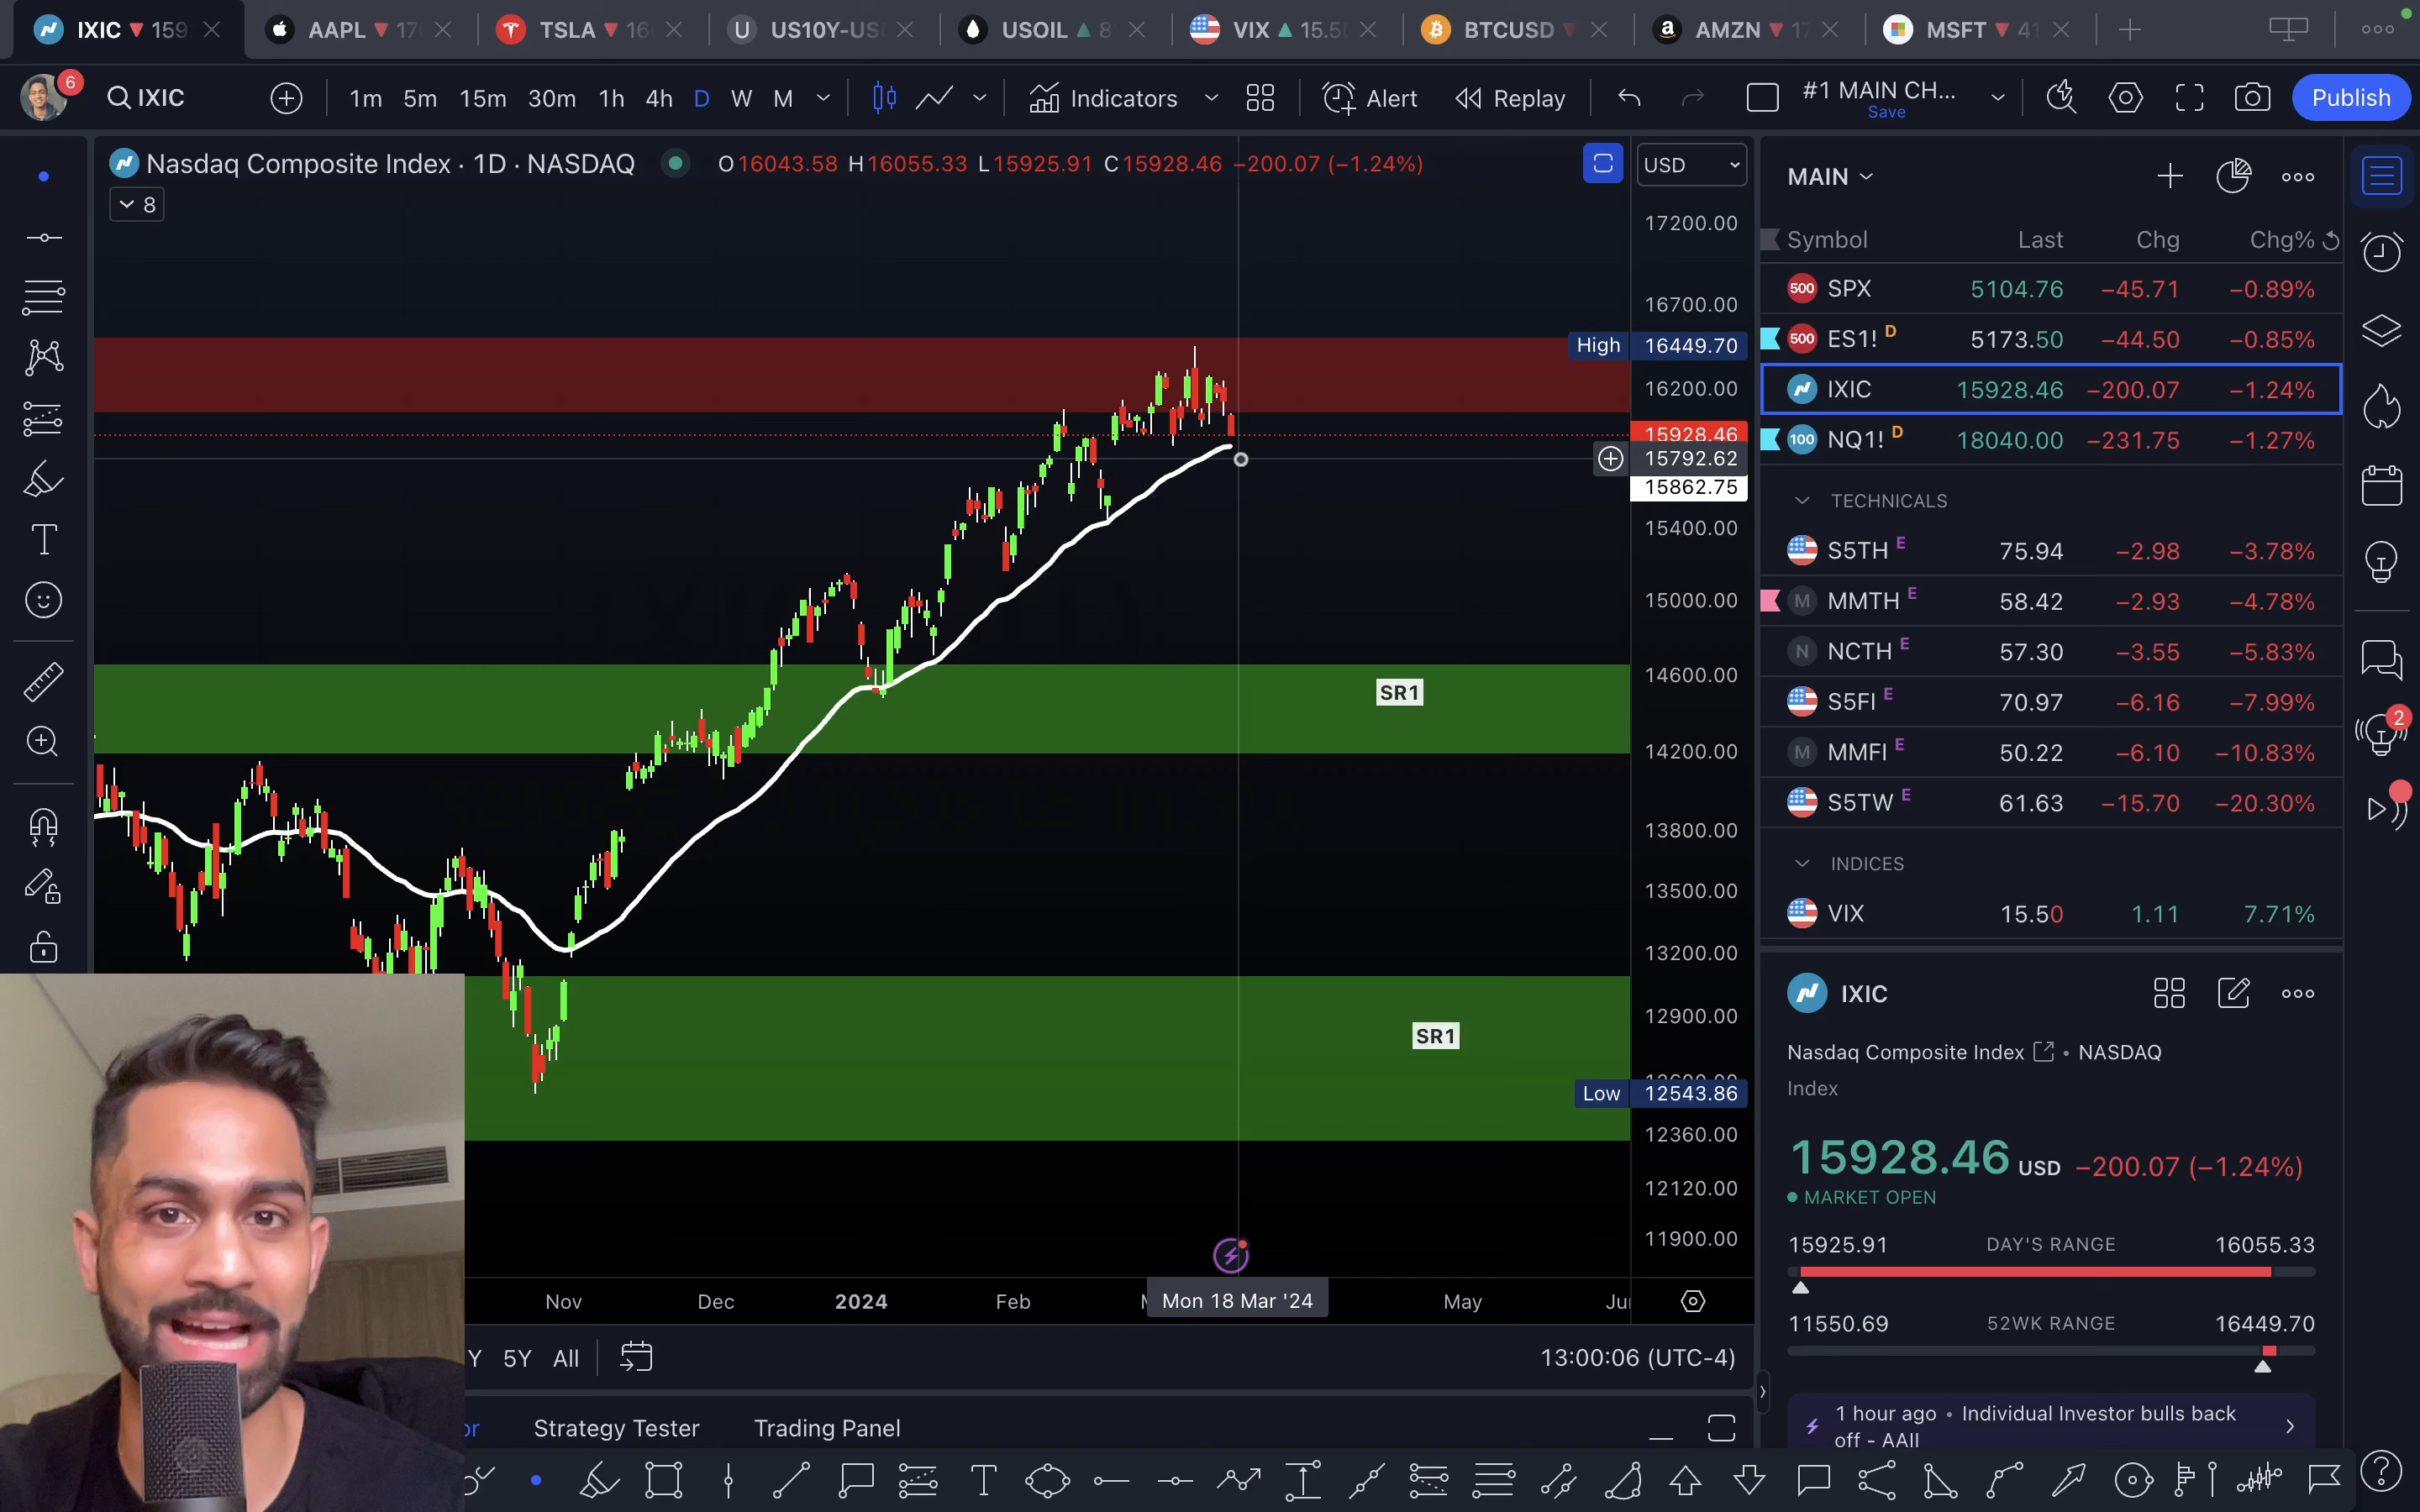 IXIC 159
AAPL 17
TSLA 16
US10Y-US
USOIL 8
VIX 15.5
BTCUSD
AMZN 17
MSFT 41
6
IXIC
1m 5m 15m 30m 1h 4h D W M
Indicators
Alert
Replay
#1 MAIN CH...
Save
Publish
Nasdaq Composite Index · 1D · NASDAQ
O16043.58 H16055.33 L15925.91 C15928.46 −200.07 (−1.24%)
8
USD
17200.00
16700.00
High 16449.70
16200.00
15928.46
15792.62
15862.75
15400.00
15000.00
14600.00
SR1
14200.00
13800.00
13500.00
13200.00
12900.00
SR1
Low 12543.86
12360.00
12120.00
11900.00
Nov Dec 2024 Feb Mon 18 Mar '24 May
Y 5Y All
13:00:06 (UTC-4)
or Strategy Tester Trading Panel
MAIN
Symbol Last Chg Chg%
500 SPX 5104.76 −45.71 −0.89%
500 ES1! D 5173.50 −44.50 −0.85%
IXIC 15928.46 −200.07 −1.24%
100 NQ1! D 18040.00 −231.75 −1.27%
TECHNICALS
S5TH E 75.94 −2.98 −3.78%
M MMTH E 58.42 −2.93 −4.78%
N NCTH E 57.30 −3.55 −5.83%
S5FI E 70.97 −6.16 −7.99%
M MMFI E 50.22 −6.10 −10.83%
S5TW E 61.63 −15.70 −20.30%
INDICES
VIX 15.50 1.11 7.71%
IXIC
Nasdaq Composite Index • NASDAQ
Index
15928.46 USD −200.07 (−1.24%)
MARKET OPEN
15925.91 DAY'S RANGE 16055.33
11550.69 52WK RANGE 16449.70
1 hour ago • Individual Investor bulls back
off - AAII
2